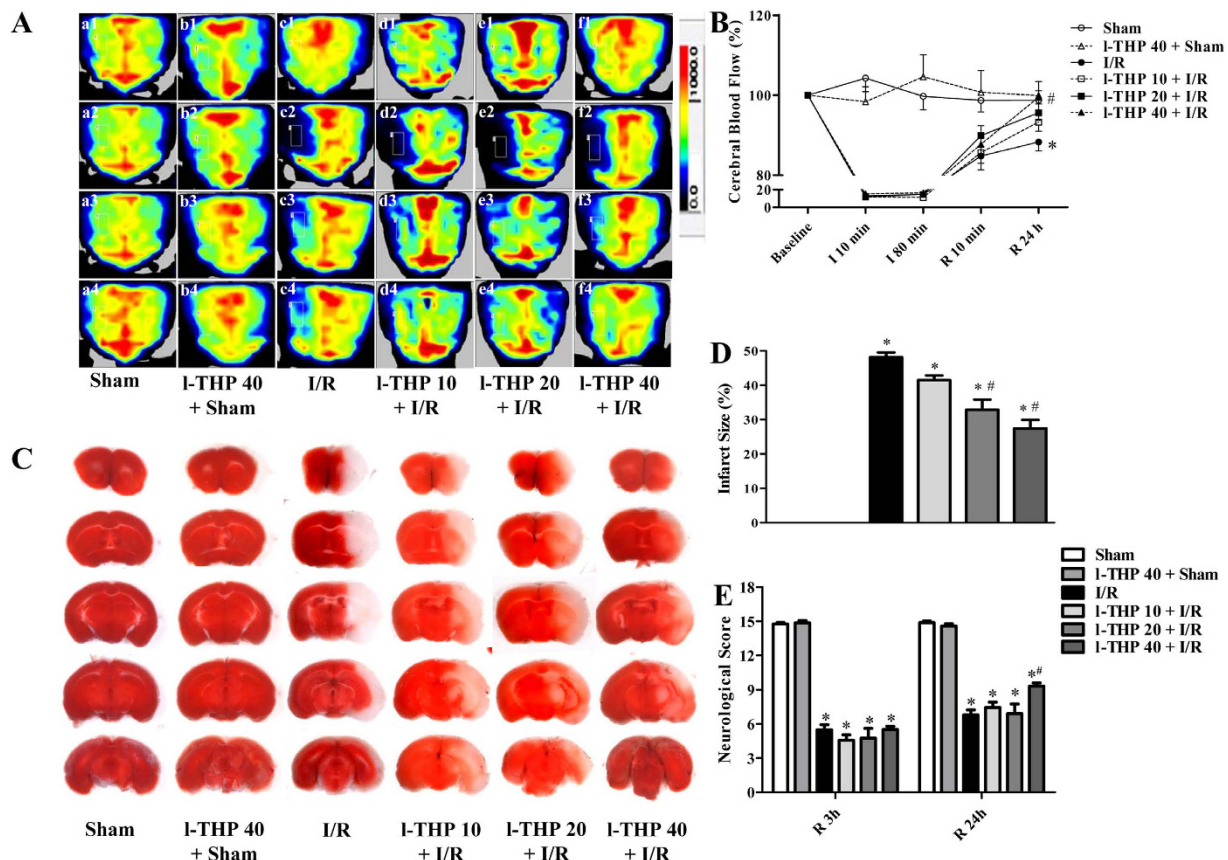 A
a1 b1 c1 d1 e1 f1
a2 b2 c2 d2 e2 f2
a3 b3 c3 d3 e3 f3
a4 b4 c4 d4 e4 f4
1000.0
0.0
Sham
l-THP 40
+ Sham
I/R
l-THP 10
+ I/R
l-THP 20
+ I/R
l-THP 40
+ I/R
B
Cerebral Blood Flow (%)
120
100
80
20
0
Baseline
I 10 min
I 80 min
R 10 min
R 24 h
#
*
Sham
l-THP 40 + Sham
I/R
l-THP 10 + I/R
l-THP 20 + I/R
l-THP 40 + I/R
C
Sham
l-THP 40
+ Sham
I/R
l-THP 10
+ I/R
l-THP 20
+ I/R
l-THP 40
+ I/R
D
Infarct Size (%)
50
40
30
20
10
0
*
*
* #
* #
Sham
l-THP 40 + Sham
I/R
l-THP 10 + I/R
l-THP 20 + I/R
l-THP 40 + I/R
E
Neurological Score
18
15
12
9
6
3
0
* * * *
* * * *#
R 3h
R 24h